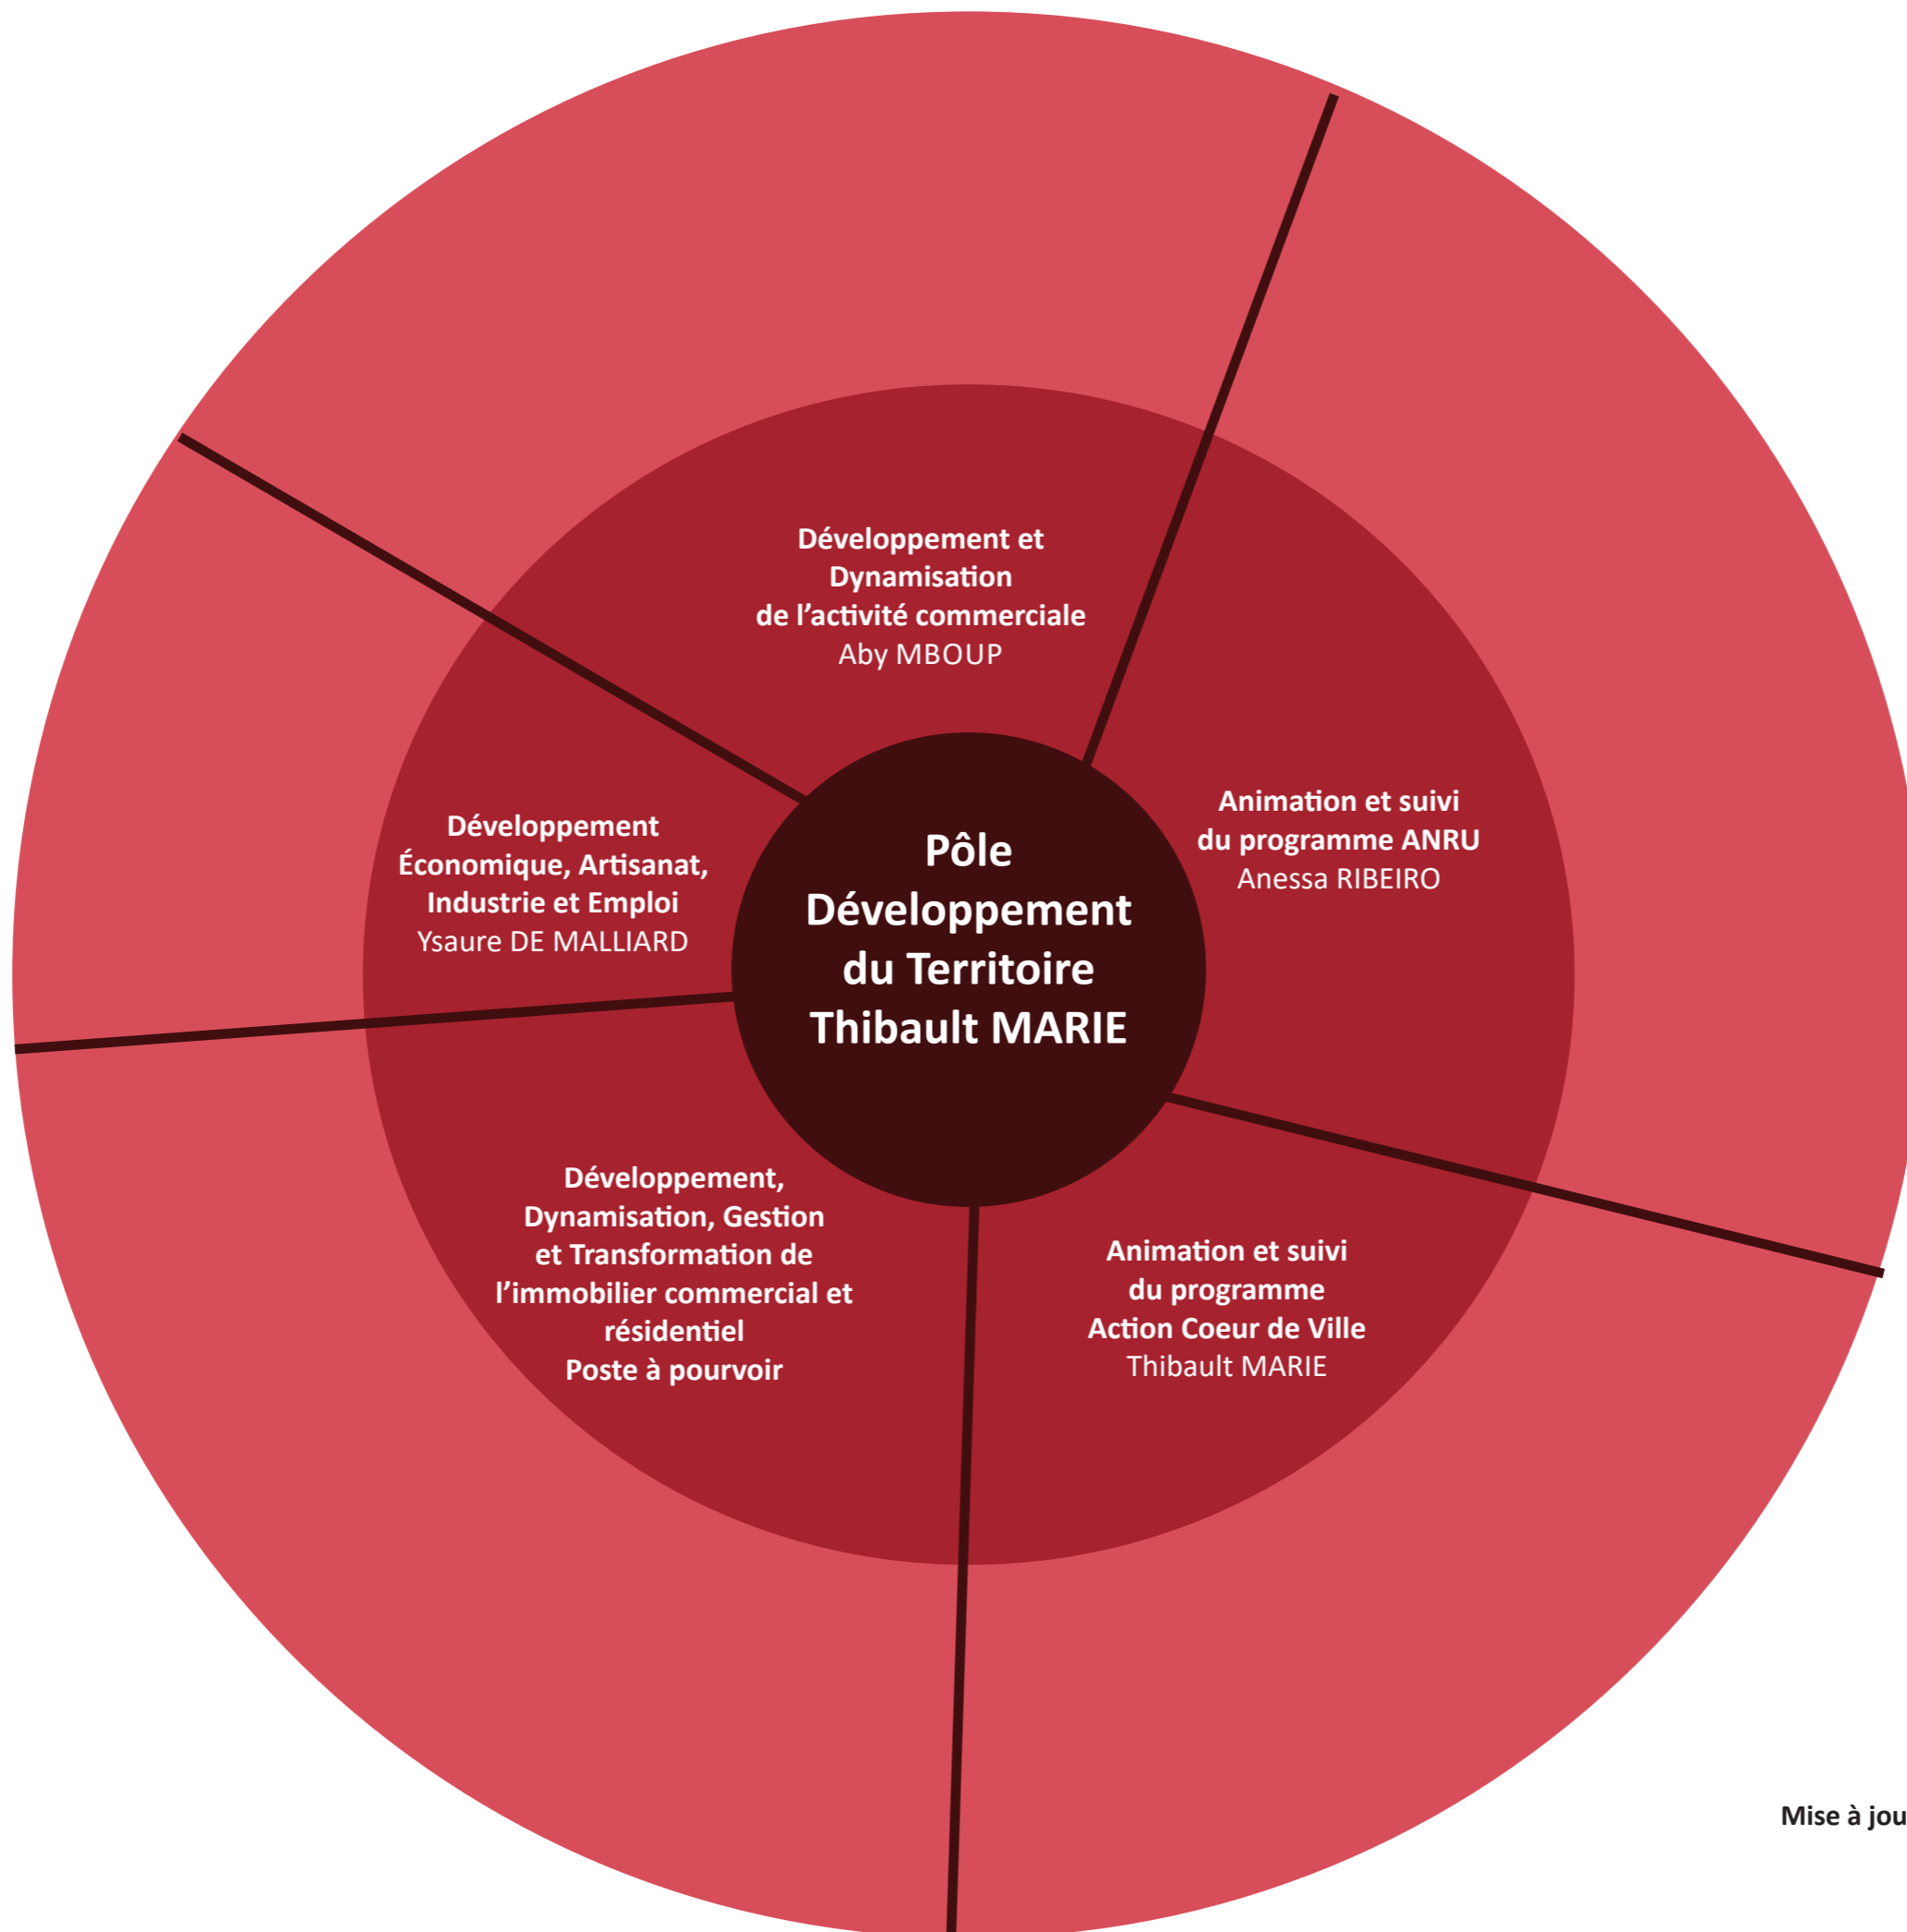 Développement et
Dynamisation
de l’activité commerciale
Aby MBOUP
Animation et suivi
du programme ANRU
Anessa RIBEIRO
Développement
Économique, Artisanat,
Industrie et Emploi
Ysaure DE MALLIARD
Pôle
Développement
du Territoire
Thibault MARIE
Développement,
Dynamisation, Gestion
et Transformation de
l’immobilier commercial et
résidentiel
Poste à pourvoir
Animation et suivi
du programme
Action Coeur de Ville
Thibault MARIE
Mise à jou